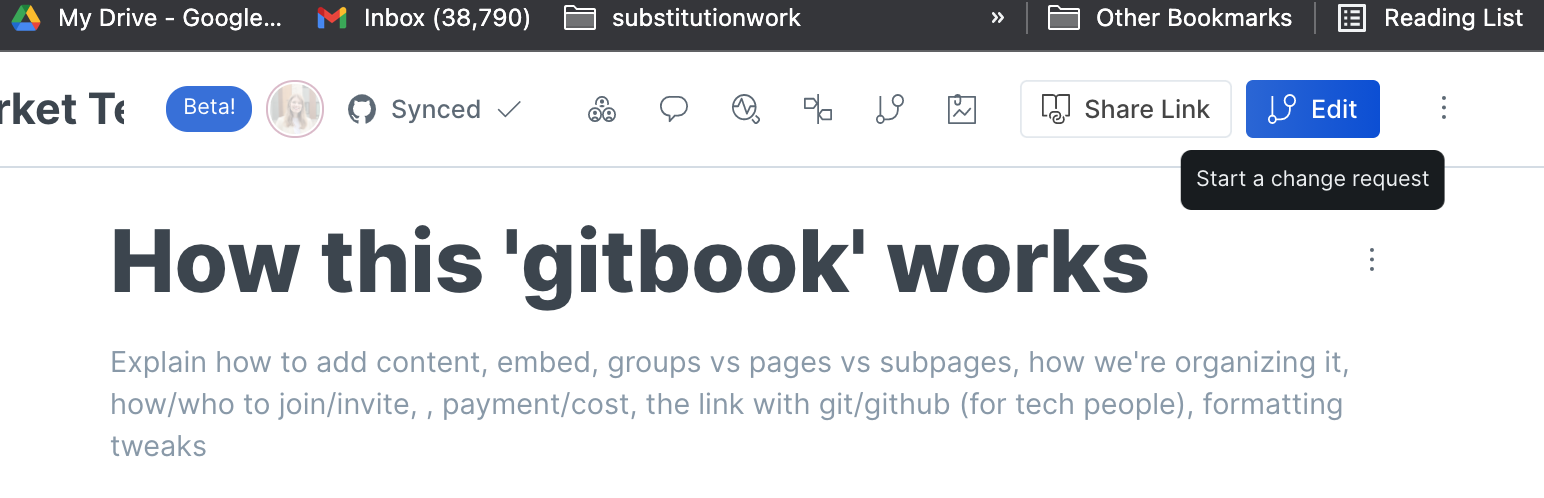 My Drive - Google... Inbox (38,790) substitutionwork » Other Bookmarks Reading List
rket Te Beta! Synced Share Link Edit
Start a change request
How this 'gitbook' works
Explain how to add content, embed, groups vs pages vs subpages, how we're organizing it,
how/who to join/invite, , payment/cost, the link with git/github (for tech people), formatting
tweaks